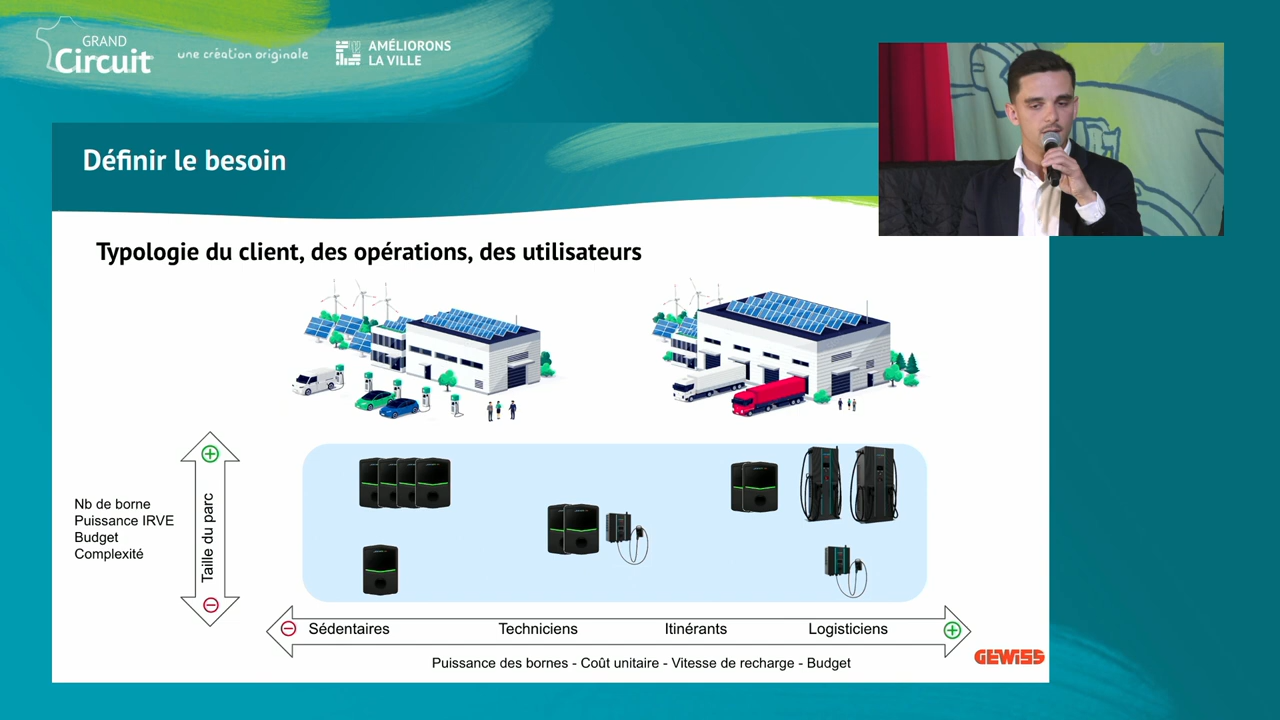 GRAND
Circuit
une création originale
AMÉLIORONS
LA VILLE
Définir le besoin
Typologie du client, des opérations, des utilisateurs
Nb de borne
Puissance IRVE
Budget
Complexité
Taille du parc
Sédentaires
Techniciens
Itinérants
Logisticiens
Puissance des bornes - Coût unitaire - Vitesse de recharge - Budget
GEWISS